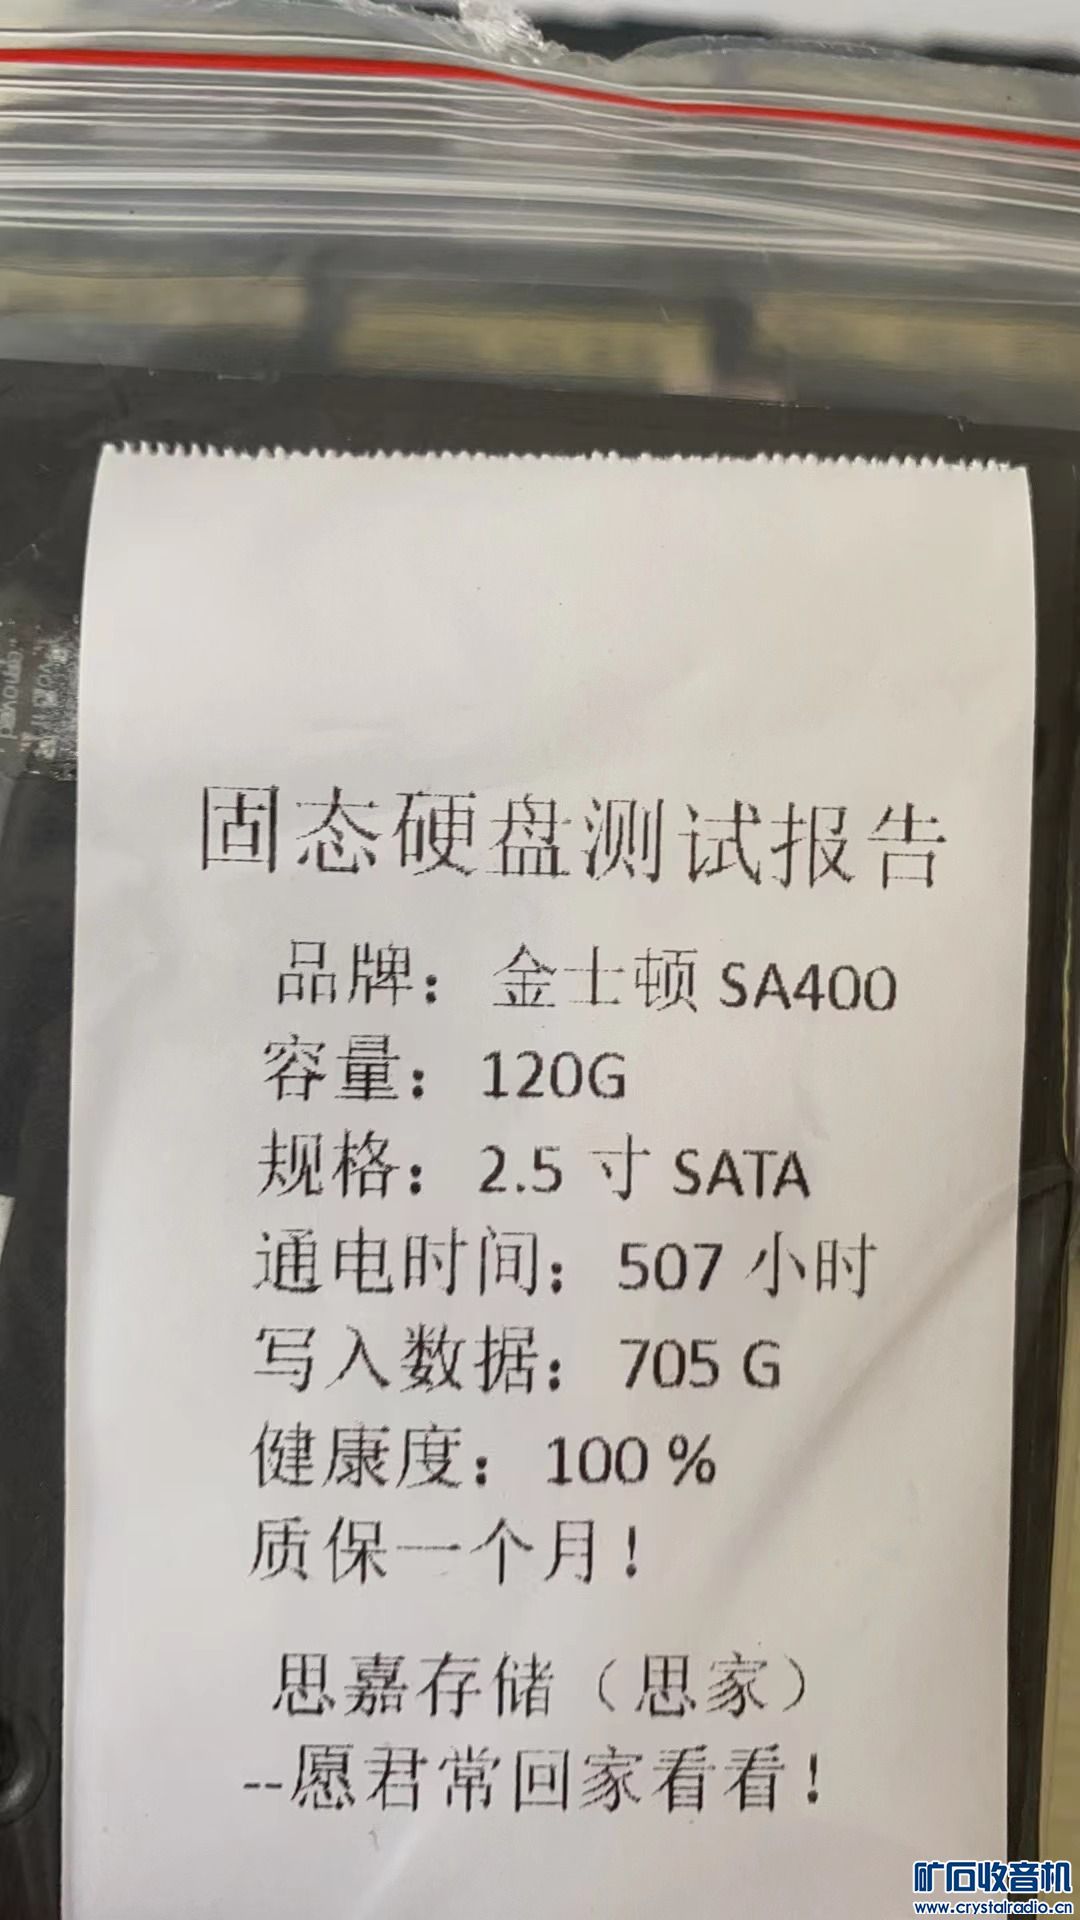 固态硬盘测试报告
品牌：金士顿 SA400
容量：120G
规格：2.5 寸 SATA
通电时间：507 小时
写入数据：705 G
健康度：100 %
质保一个月！
思嘉存储（思家）
--愿君常回家看看！
矿石收音机
www.crystalradio.cn